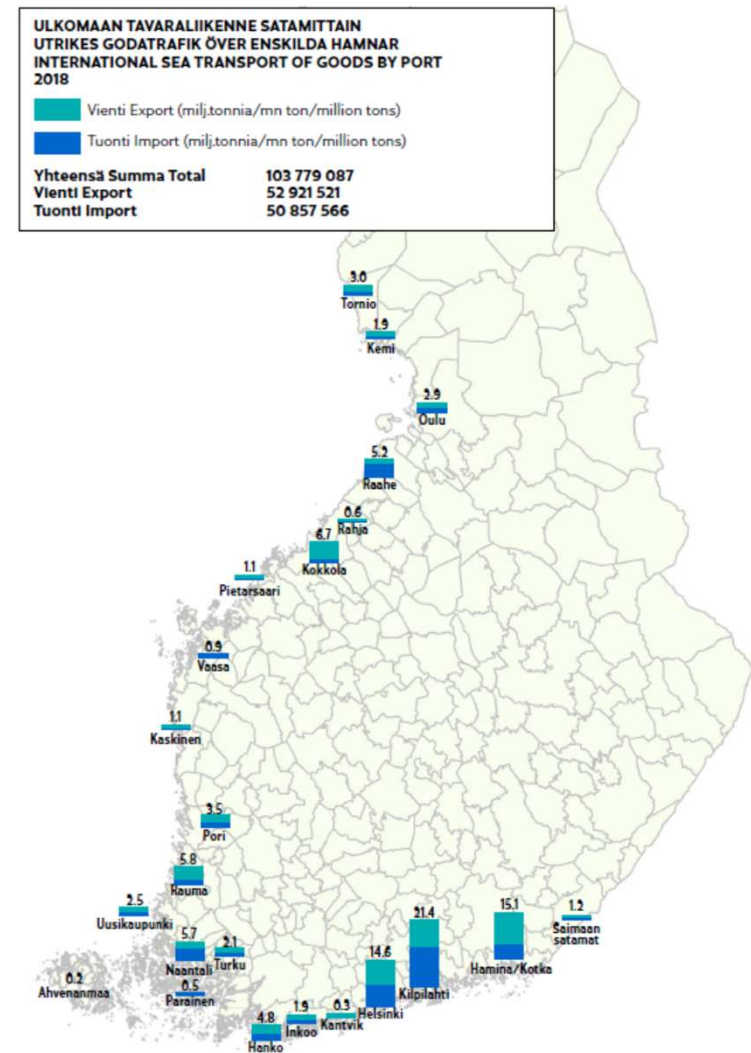 ULKOMAAN TAVARALIIKENNE SATAMITTAIN
UTRIKES GODATRAFIK ÖVER ENSKILDA HAMNAR
INTERNATIONAL SEA TRANSPORT OF GOODS BY PORT
2018
Vienti Export (milj.tonnia/mn ton/million tons)
Tuonti Import (milj.tonnia/mn ton/million tons)
Yhteensä Summa Total 103 779 087
Vienti Export 52 921 521
Tuonti Import 50 857 566
3.0
Tornio
1.9
Kemi
2.9
Oulu
5.2
Raahe
0.6
Rahja
6.7
Kokkola
1.1
Pietarsaari
0.9
Vaasa
1.1
Kaskinen
3.5
Pori
5.8
Rauma
2.5
Uusikaupunki
5.7
Naantali
2.1
Turku
0.2
Ahvenanmaa
0.5
Parainen
4.8
Hanko
1.9
Inkoo
0.3
Kantvik
14.6
Helsinki
21.4
Kilpilahti
15.1
Hamina/Kotka
1.2
Saimaan
satamat